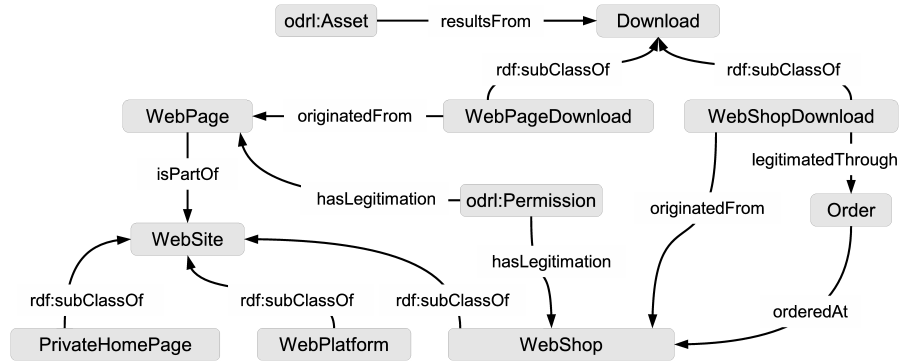 odrl:Asset
resultsFrom
Download
rdf:subClassOf
rdf:subClassOf
WebPage
originatedFrom
WebPageDownload
WebShopDownload
legitimatedThrough
isPartOf
hasLegitimation
odrl:Permission
originatedFrom
Order
WebSite
hasLegitimation
rdf:subClassOf
rdf:subClassOf
rdf:subClassOf
orderedAt
PrivateHomePage
WebPlatform
WebShop